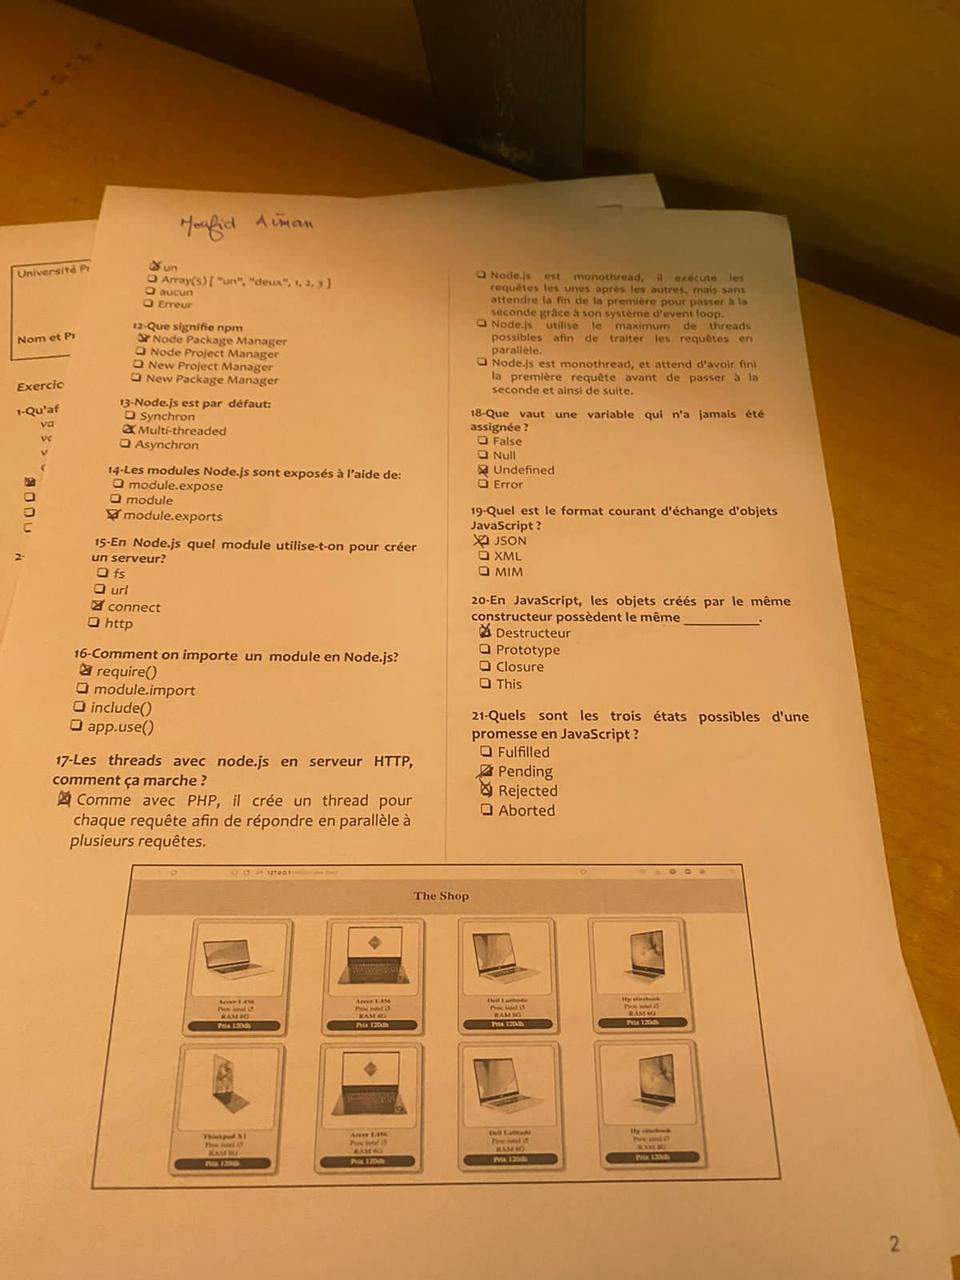 Moufid Aiman
Université Pr
Nom et Pr
Exercic
1-Qu'af
va
vc
v
2-
un
Array(5) [ "un", "deux", 1, 2, 3 ]
aucun
Erreur
12-Que signifie npm
Node Package Manager
Node Project Manager
New Project Manager
New Package Manager
13-Node.js est par défaut:
Synchron
Multi-threaded
Asynchron
14-Les modules Node.js sont exposés à l'aide de:
module.expose
module
module.exports
15-En Node.js quel module utilise-t-on pour créer
un serveur?
fs
url
connect
http
16-Comment on importe un module en Node.js?
require()
module.import
include()
app.use()
17-Les threads avec node.js en serveur HTTP,
comment ça marche ?
Comme avec PHP, il crée un thread pour
chaque requête afin de répondre en parallèle à
plusieurs requêtes.
Node.js est monothread, il exécute les
requêtes les unes après les autres, mais sans
attendre la fin de la première pour passer à la
seconde grâce à son système d'event loop.
Node.js utilise le maximum de threads
possibles afin de traiter les requêtes en
parallèle.
Node.js est monothread, et attend d'avoir fini
la première requête avant de passer à la
seconde et ainsi de suite.
18-Que vaut une variable qui n'a jamais été
assignée ?
False
Null
Undefined
Error
19-Quel est le format courant d'échange d'objets
JavaScript ?
JSON
XML
MIM
20-En JavaScript, les objets créés par le même
constructeur possèdent le même __________.
Destructeur
Prototype
Closure
This
21-Quels sont les trois états possibles d'une
promesse en JavaScript ?
Fulfilled
Pending
Rejected
Aborted
127.0.0.1
The Shop
Acer L456
Proc intel i5
RAM 8G
Prix 120dh
Acer L456
Proc intel i5
RAM 8G
Prix 120dh
Dell Latitude
Proc intel i5
RAM 8G
Prix 120dh
Hp elitebook
Proc intel i5
RAM 8G
Prix 120dh
Thinkpad X1
Proc intel i5
RAM 8G
Prix 120dh
Acer L456
Proc intel i5
RAM 8G
Prix 120dh
Dell Latitude
Proc intel i5
RAM 8G
Prix 120dh
Hp elitebook
Proc intel i5
RAM 8G
Prix 120dh
2